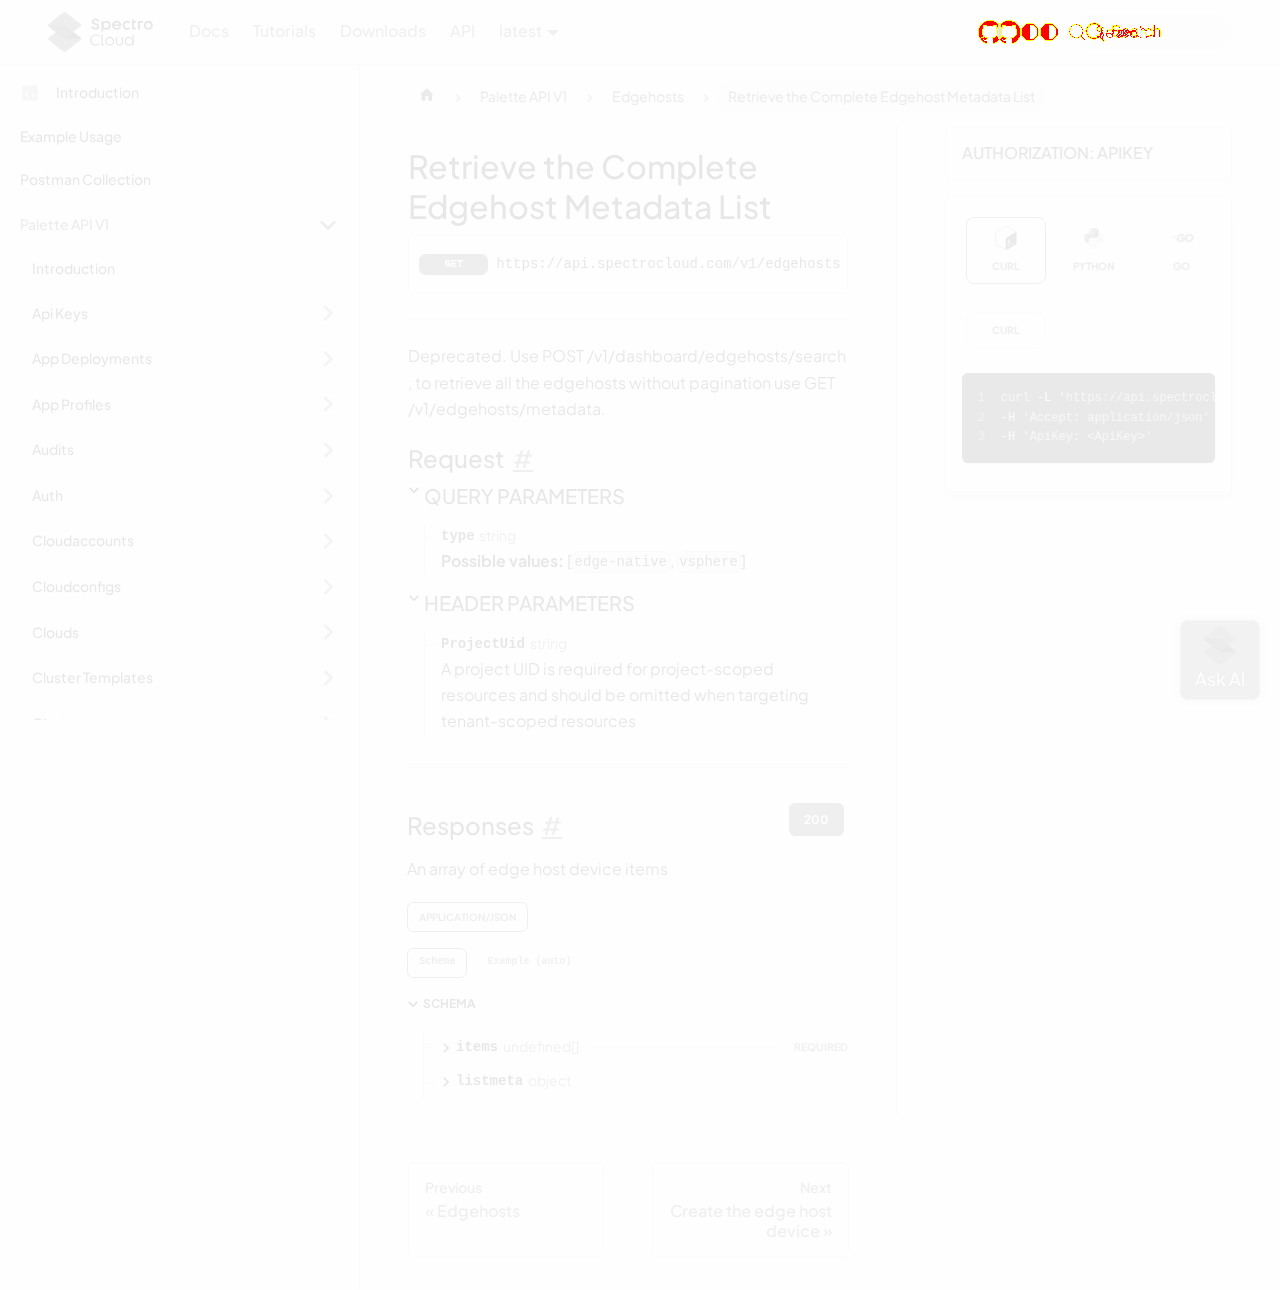 Spectro Cloud
Docs Tutorials Downloads API latest
Search
Introduction
Example Usage
Postman Collection
Palette API V1
Introduction
Api Keys
App Deployments
App Profiles
Audits
Auth
Cloudaccounts
Cloudconfigs
Clouds
Cluster Templates
Palette API V1 > Edgehosts > Retrieve the Complete Edgehost Metadata List
Retrieve the Complete
Edgehost Metadata List
GET https://api.spectrocloud.com/v1/edgehosts
Deprecated. Use POST /v1/dashboard/edgehosts/search
, to retrieve all the edgehosts without pagination use GET
/v1/edgehosts/metadata.
Request #
QUERY PARAMETERS
type string
Possible values: [edge-native, vsphere]
HEADER PARAMETERS
ProjectUid string
A project UID is required for project-scoped
resources and should be omitted when targeting
tenant-scoped resources
Responses #
200
An array of edge host device items
APPLICATION/JSON
Schema Example (auto)
SCHEMA
items undefined[] REQUIRED
listmeta object
Previous
« Edgehosts
Next
Create the edge host
device »
AUTHORIZATION: APIKEY
CURL PYTHON GO
CURL
1 curl -L 'https://api.spectrocl
2 -H 'Accept: application/json'
3 -H 'ApiKey: <ApiKey>'
Ask AI